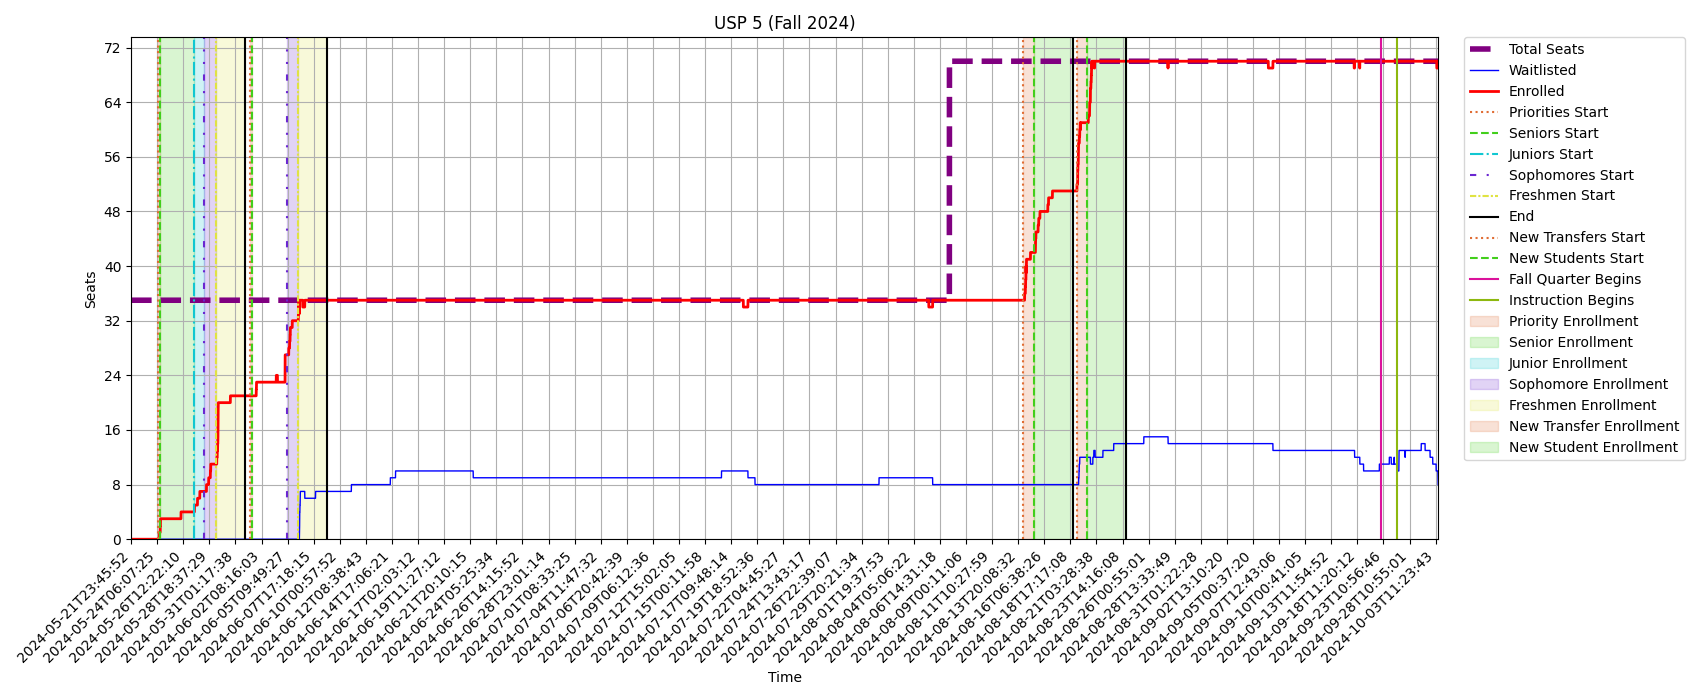 USP 5 (Fall 2024)
Seats
72
64
56
48
40
32
24
16
8
0
2024-05-21T23:45:52
2024-05-24T06:07:25
2024-05-26T12:22:10
2024-05-28T18:37:29
2024-05-31T01:17:38
2024-06-02T08:16:03
2024-06-05T09:49:27
2024-06-07T17:18:15
2024-06-10T00:57:52
2024-06-12T08:38:43
2024-06-14T17:06:21
2024-06-17T02:03:12
2024-06-19T11:27:12
2024-06-21T20:10:15
2024-06-24T05:25:34
2024-06-26T14:15:52
2024-06-28T23:01:14
2024-07-01T08:33:25
2024-07-04T11:47:32
2024-07-06T20:42:39
2024-07-09T06:12:36
2024-07-12T15:02:05
2024-07-15T00:11:58
2024-07-17T09:48:14
2024-07-19T18:52:36
2024-07-22T04:45:27
2024-07-24T13:43:17
2024-07-26T22:39:07
2024-07-29T20:21:34
2024-08-01T19:37:53
2024-08-04T05:06:22
2024-08-06T14:31:18
2024-08-09T00:11:06
2024-08-11T10:27:59
2024-08-13T20:08:32
2024-08-16T06:38:26
2024-08-18T17:17:08
2024-08-21T03:28:38
2024-08-23T14:16:08
2024-08-26T00:55:01
2024-08-28T13:33:49
2024-08-31T01:22:28
2024-09-02T13:10:20
2024-09-05T00:37:20
2024-09-07T12:43:06
2024-09-10T00:41:05
2024-09-13T11:54:52
2024-09-18T11:20:12
2024-09-23T10:56:46
2024-09-28T10:55:01
2024-10-03T11:23:43
Time
Total Seats
Waitlisted
Enrolled
Priorities Start
Seniors Start
Juniors Start
Sophomores Start
Freshmen Start
End
New Transfers Start
New Students Start
Fall Quarter Begins
Instruction Begins
Priority Enrollment
Senior Enrollment
Junior Enrollment
Sophomore Enrollment
Freshmen Enrollment
New Transfer Enrollment
New Student Enrollment